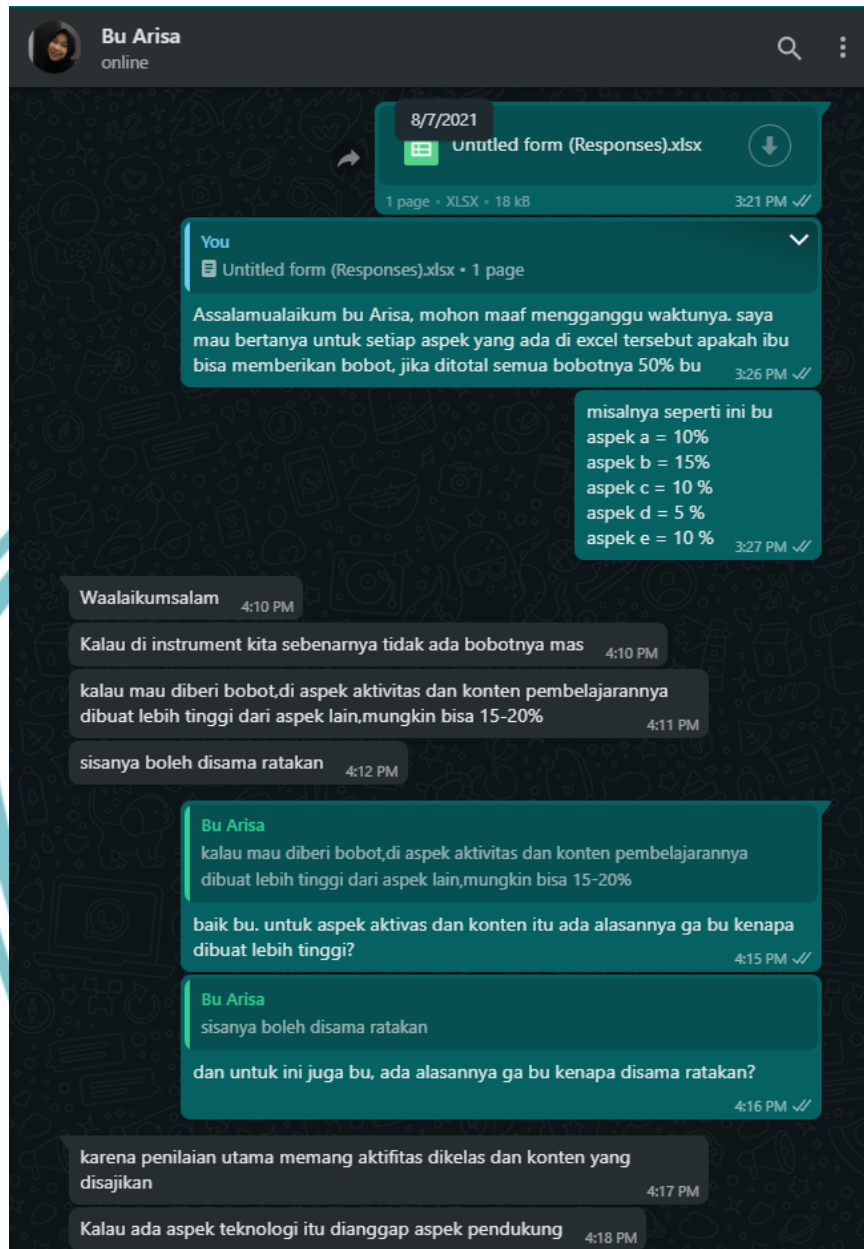 Bu Arisa
online
8/7/2021
Untitled form (Responses).xlsx
1 page • XLSX • 18 kB 3:21 PM
You
Untitled form (Responses).xlsx • 1 page
Assalamualaikum bu Arisa, mohon maaf mengganggu waktunya. saya
mau bertanya untuk setiap aspek yang ada di excel tersebut apakah ibu
bisa memberikan bobot, jika ditotal semua bobotnya 50% bu 3:26 PM
misalnya seperti ini bu
aspek a = 10%
aspek b = 15%
aspek c = 10 %
aspek d = 5 %
aspek e = 10 % 3:27 PM
Waalaikumsalam 4:10 PM
Kalau di instrument kita sebenarnya tidak ada bobotnya mas 4:10 PM
kalau mau diberi bobot,di aspek aktivitas dan konten pembelajarannya
dibuat lebih tinggi dari aspek lain,mungkin bisa 15-20% 4:11 PM
sisanya boleh disama ratakan 4:12 PM
Bu Arisa
kalau mau diberi bobot,di aspek aktivitas dan konten pembelajarannya
dibuat lebih tinggi dari aspek lain,mungkin bisa 15-20%
baik bu. untuk aspek aktivas dan konten itu ada alasannya ga bu kenapa
dibuat lebih tinggi? 4:15 PM
Bu Arisa
sisanya boleh disama ratakan
dan untuk ini juga bu, ada alasannya ga bu kenapa disama ratakan?
4:16 PM
karena penilaian utama memang aktifitas dikelas dan konten yang
disajikan 4:17 PM
Kalau ada aspek teknologi itu dianggap aspek pendukung 4:18 PM